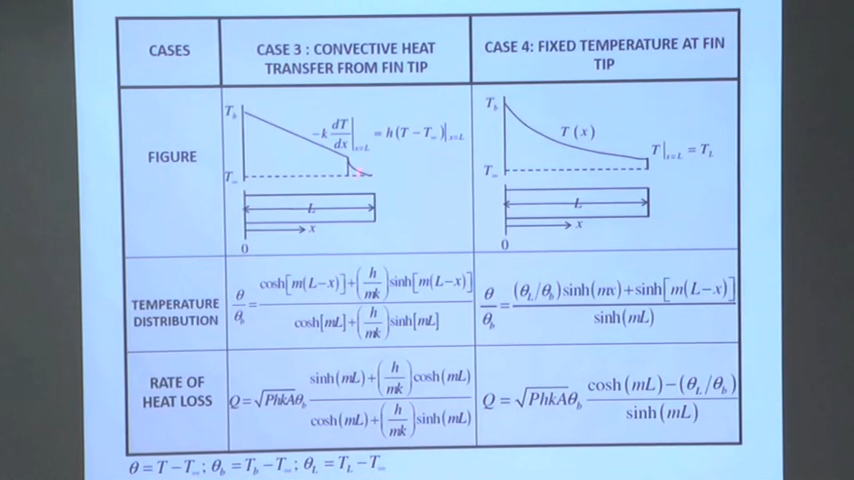 CASES
CASE 3 : CONVECTIVE HEAT
TRANSFER FROM FIN TIP
CASE 4: FIXED TEMPERATURE AT FIN
TIP
FIGURE
T_b
-k dT/dx|_{x=L} = h(T-T_∞)|_{x=L}
T_∞
L
x
0
T_b
T(x)
T|_{x=L} = T_L
T_∞
L
x
0
TEMPERATURE
DISTRIBUTION
θ/θ_b = (cosh[m(L-x)]+(h/mk)sinh[m(L-x)])/(cosh[mL]+(h/mk)sinh[mL])
θ/θ_b = ((θ_L/θ_b)sinh(mx)+sinh[m(L-x)])/sinh(mL)
RATE OF
HEAT LOSS
Q=√PhkA θ_b (sinh(mL)+(h/mk)cosh(mL))/(cosh(mL)+(h/mk)sinh(mL))
Q=√PhkA θ_b (cosh(mL)-(θ_L/θ_b))/sinh(mL)
θ=T-T_∞; θ_b=T_b-T_∞; θ_L=T_L-T_∞